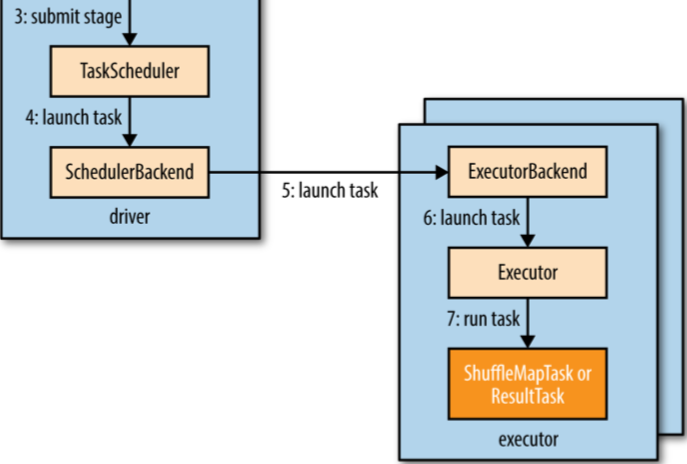 3: submit stage
TaskScheduler
4: launch task
SchedulerBackend
driver
5: launch task
ExecutorBackend
6: launch task
Executor
7: run task
ShuffleMapTask or
ResultTask
executor